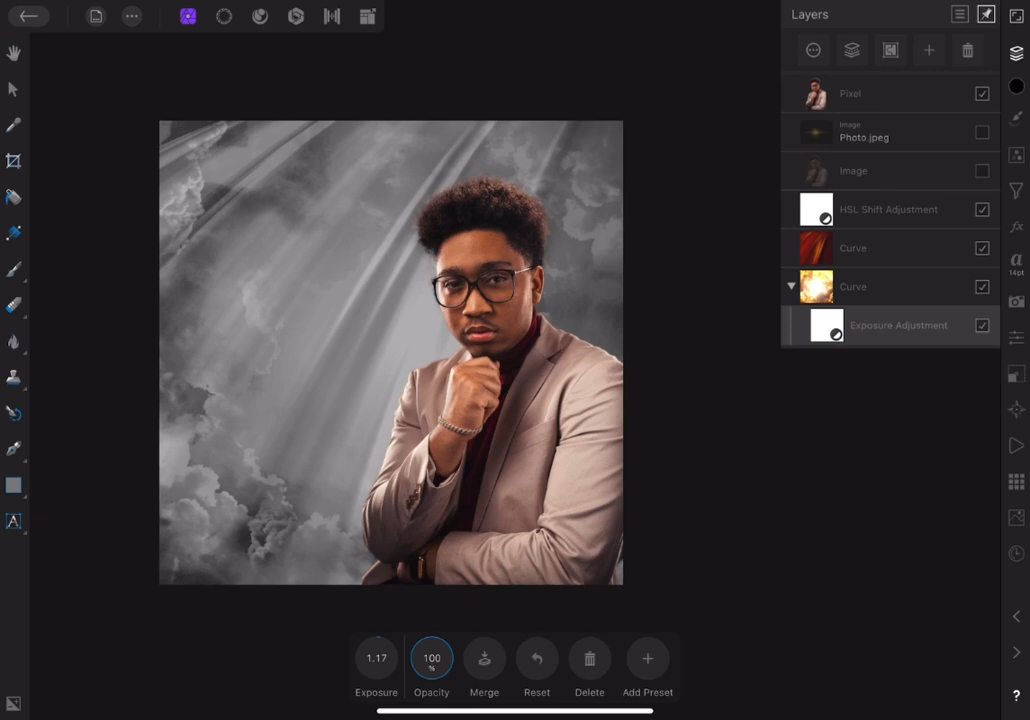 Layers
Pixel
Image
Photo.jpeg
Image
HSL Shift Adjustment
Curve
Curve
Exposure Adjustment
a
14pt
fx
A
1.17
100
%
Exposure
Opacity
Merge
Reset
Delete
Add Preset
?